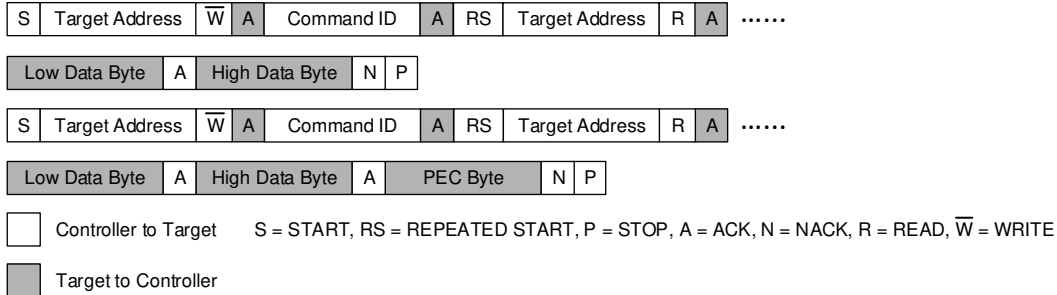 S Target Address W̅ A Command ID A RS Target Address R A ......
Low Data Byte A High Data Byte N P
S Target Address W̅ A Command ID A RS Target Address R A ......
Low Data Byte A High Data Byte A PEC Byte N P
Controller to Target S = START, RS = REPEATED START, P = STOP, A = ACK, N = NACK, R = READ, W̅ = WRITE
Target to Controller